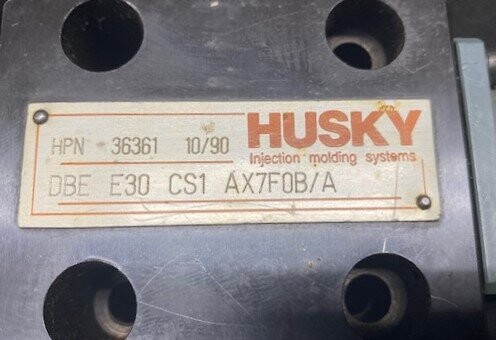 HPN 36361 10/90 HUSKY
Injection molding systems
DBE E30 CS1 AX7F0B/A